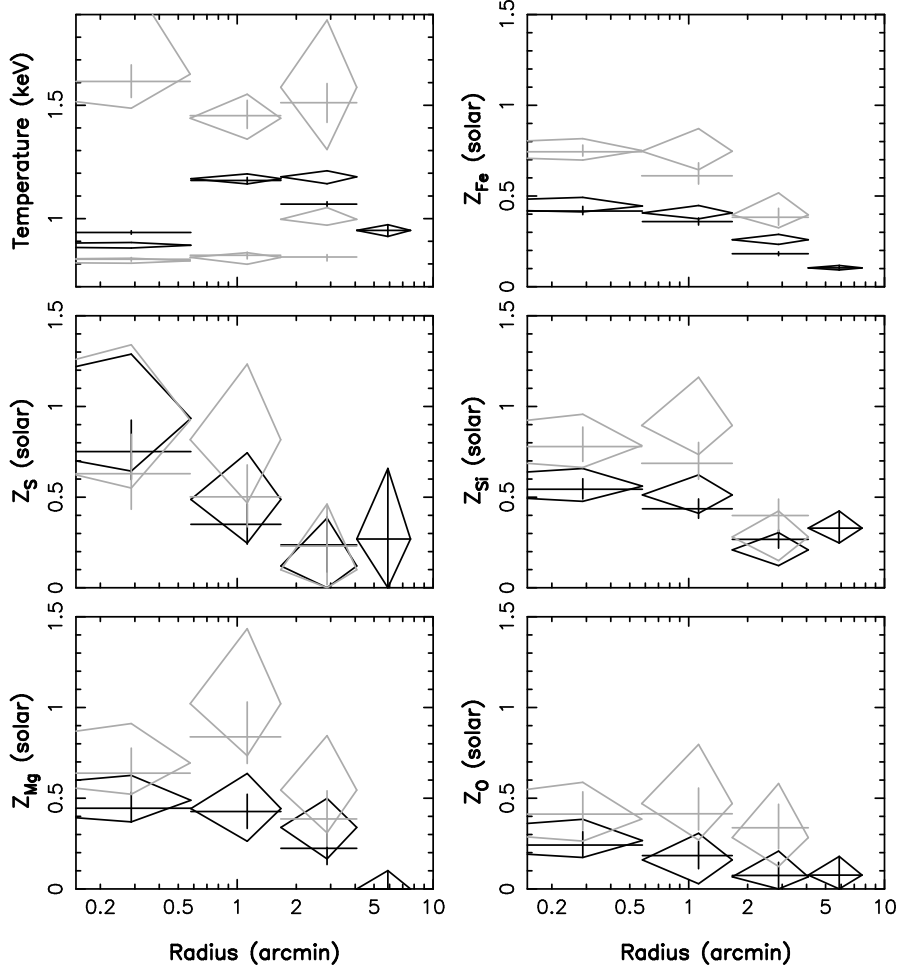 Temperature (keV)
1
1.5
Z_Fe (solar)
0
0.5
1
1.5
Z_S (solar)
0
0.5
1
1.5
Z_Si (solar)
0
0.5
1
1.5
Z_Mg (solar)
0
0.5
1
1.5
Z_O (solar)
0
0.5
1
1.5
0.2 0.5 1 2 5 10
0.2 0.5 1 2 5 10
Radius (arcmin)
Radius (arcmin)